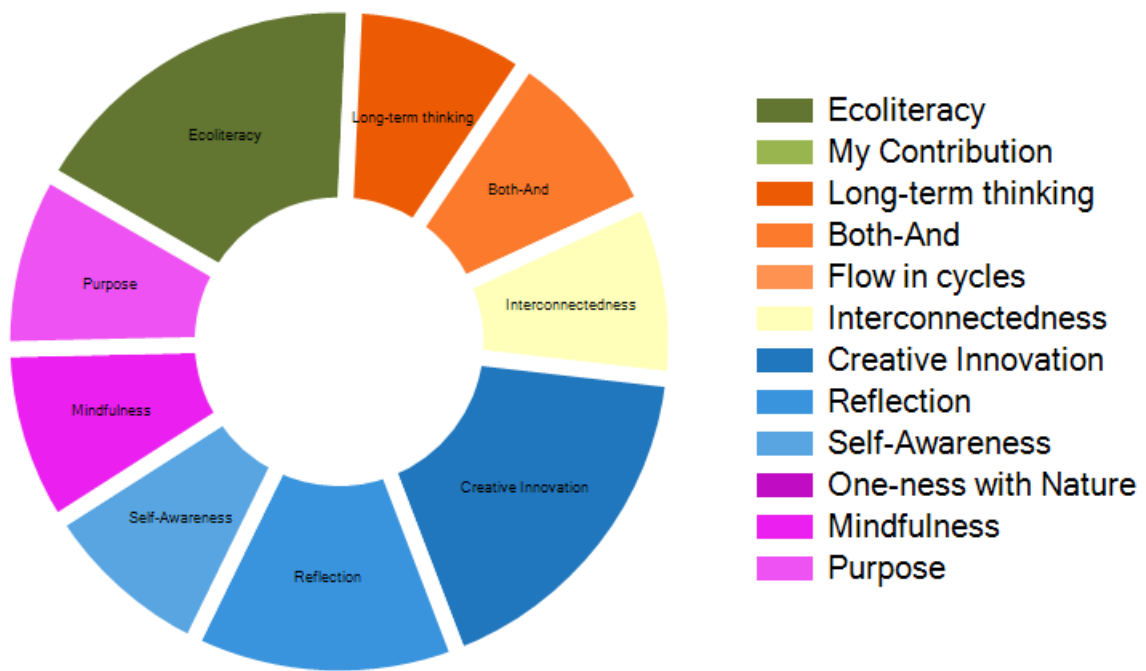 Ecoliteracy
Long-term thinking
Both-And
Interconnectedness
Creative Innovation
Reflection
Self-Awareness
Mindfulness
Purpose
Ecoliteracy
My Contribution
Long-term thinking
Both-And
Flow in cycles
Interconnectedness
Creative Innovation
Reflection
Self-Awareness
One-ness with Nature
Mindfulness
Purpose